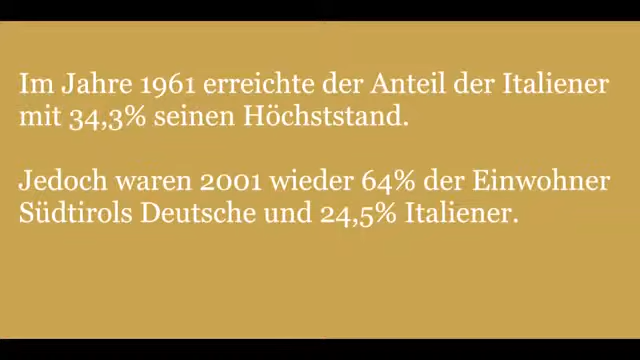 Im Jahre 1961 erreichte der Anteil der Italiener
mit 34,3% seinen Höchststand.
Jedoch waren 2001 wieder 64% der Einwohner
Südtirols Deutsche und 24,5% Italiener.